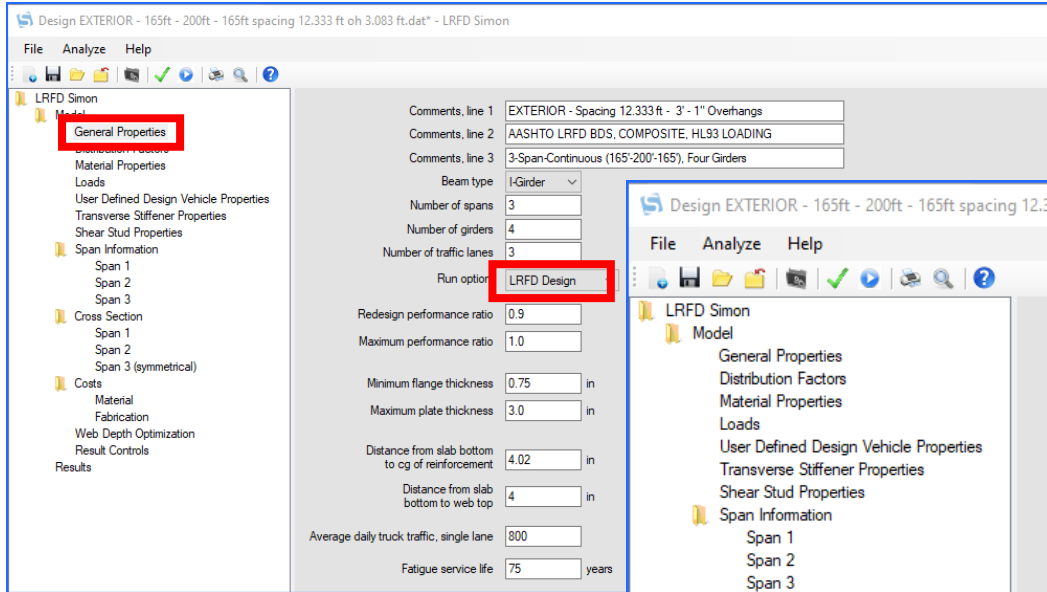 Design EXTERIOR - 165ft - 200ft - 165ft spacing 12.333 ft oh 3.083 ft.dat* - LRFD Simon
File Analyze Help
LRFD Simon
General Properties
Material Properties
Loads
User Defined Design Vehicle Properties
Transverse Stiffener Properties
Shear Stud Properties
Span Information
Span 1
Span 2
Span 3
Cross Section
Span 1
Span 2
Span 3 (symmetrical)
Costs
Material
Fabrication
Web Depth Optimization
Result Controls
Results
Comments, line 1 EXTERIOR - Spacing 12.333 ft - 3' - 1" Overhangs
Comments, line 2 AASHTO LRFD BDS, COMPOSITE, HL93 LOADING
Comments, line 3 3-Span-Continuous (165'-200'-165'), Four Girders
Beam type I-Girder
Number of spans 3
Number of girders 4
Number of traffic lanes 3
Run option LRFD Design
Redesign performance ratio 0.9
Maximum performance ratio 1.0
Minimum flange thickness 0.75 in
Maximum plate thickness 3.0 in
Distance from slab bottom
to cg of reinforcement 4.02 in
Distance from slab
bottom to web top 4 in
Average daily truck traffic, single lane 800
Fatigue service life 75 years
Design EXTERIOR - 165ft - 200ft - 165ft spacing 12.3
File Analyze Help
LRFD Simon
Model
General Properties
Distribution Factors
Material Properties
Loads
User Defined Design Vehicle Properties
Transverse Stiffener Properties
Shear Stud Properties
Span Information
Span 1
Span 2
Span 3